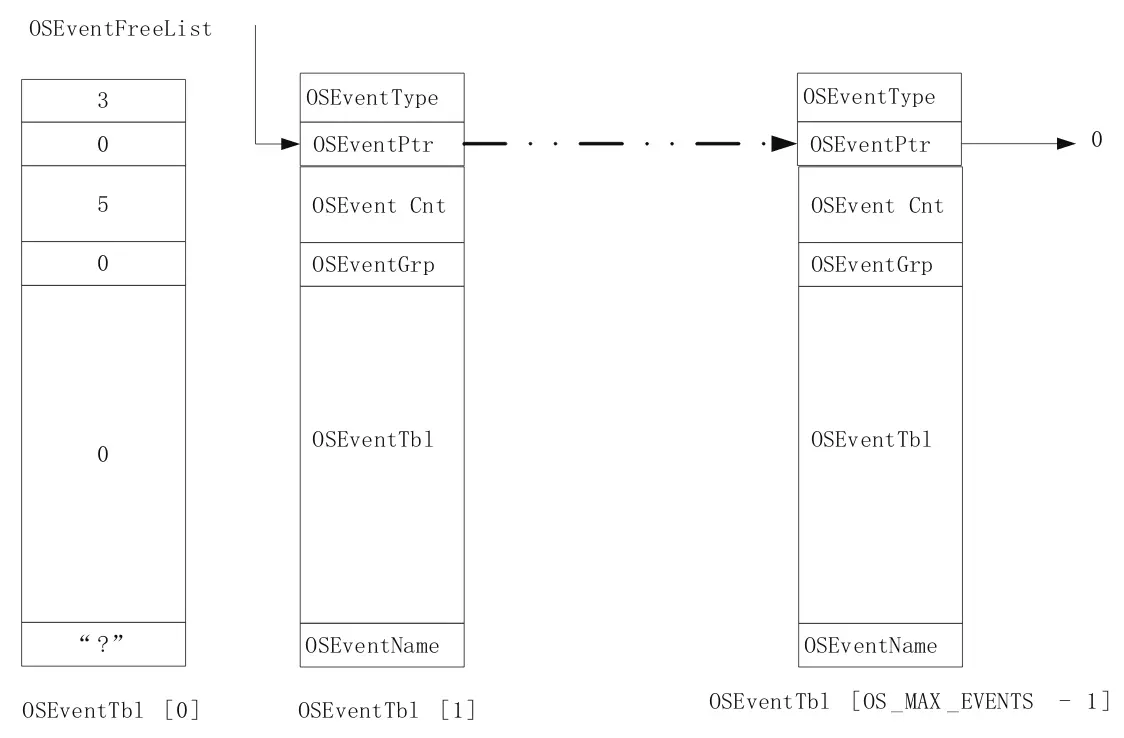 OSEventFreeList
3
0
5
0
0
“?”
OSEventTbl [0]
OSEventType
OSEventPtr
OSEvent Cnt
OSEventGrp
OSEventTbl
OSEventName
OSEventTbl [1]
OSEventType
OSEventPtr
OSEvent Cnt
OSEventGrp
OSEventTbl
OSEventName
OSEventTbl [OS_MAX_EVENTS - 1]
0